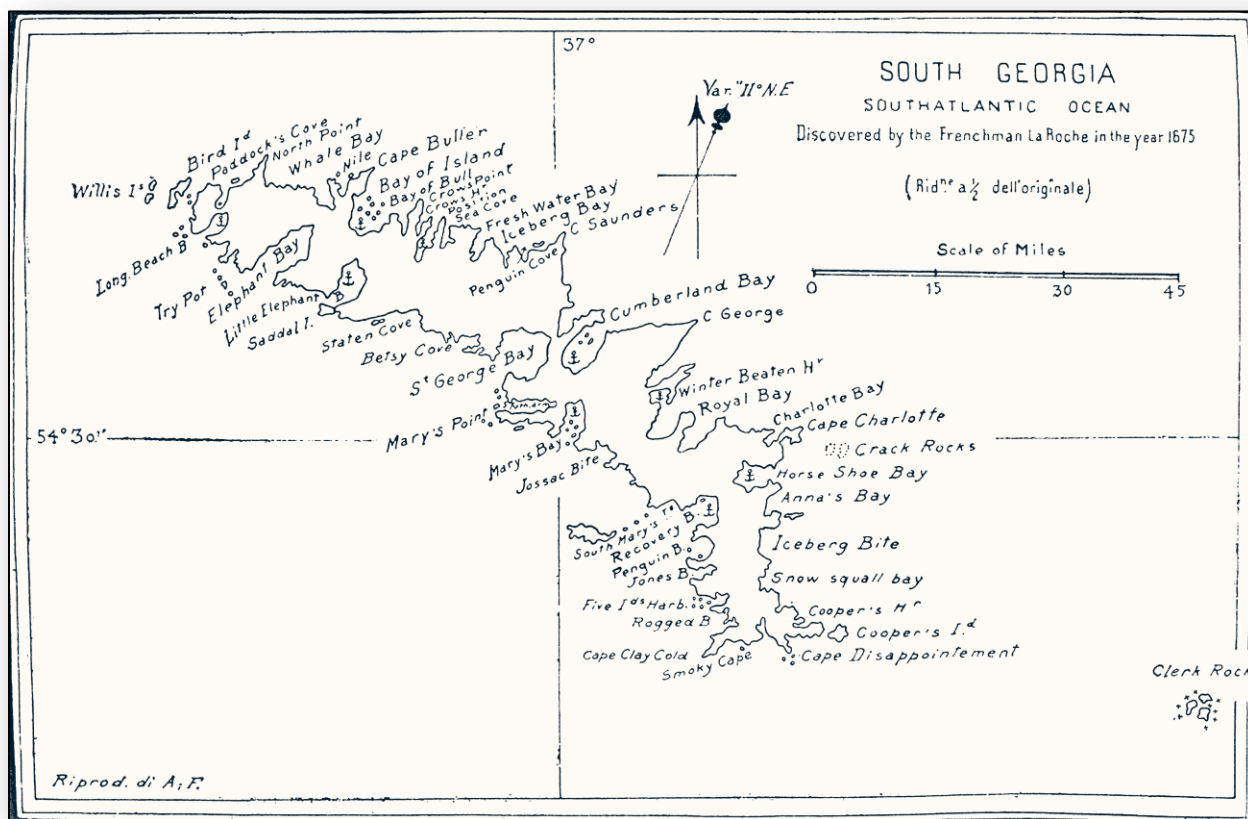 37°
SOUTH GEORGIA
SOUTHATLANTIC OCEAN
Discovered by the Frenchman La Roche in the year 1675
(Ridne a ½ dell'originale)
Var. "11° N.E
Scale of Miles
0 15 30 45
Willis Is
Bird Id
Paddock's Cove
North Point
Whale Bay
Nile
Cape Buller
Bay of Island
Bay of Bull
Crows Point
Crows Hr
Position
Sea Cove
Fresh Water Bay
Iceberg Bay
C Saunders
Penguin Cove
Long. Beach B
Try Pot
Elephant Bay
Little Elephant B
Saddal I.
Staten Cove
Betsy Cove
St George Bay
Cumberland Bay
C George
Winter Beaten Hr
Royal Bay
Charlotte Bay
Cape Charlotte
Crack Rocks
54°30."
Mary's Point
Mary's Bay
Jossac Bite
Horse Shoe Bay
Anna's Bay
South Mary's
Recovery B.
Penguin B.
Jones B.
Iceberg Bite
Snow squall bay
Five Ids Harb.
Rogged B
Cooper's Hr
Cooper's I.d
Cape Clay Cold
Smoky Cape
Cape Disappointement
Clerk Rock
Riprod. di A; F.